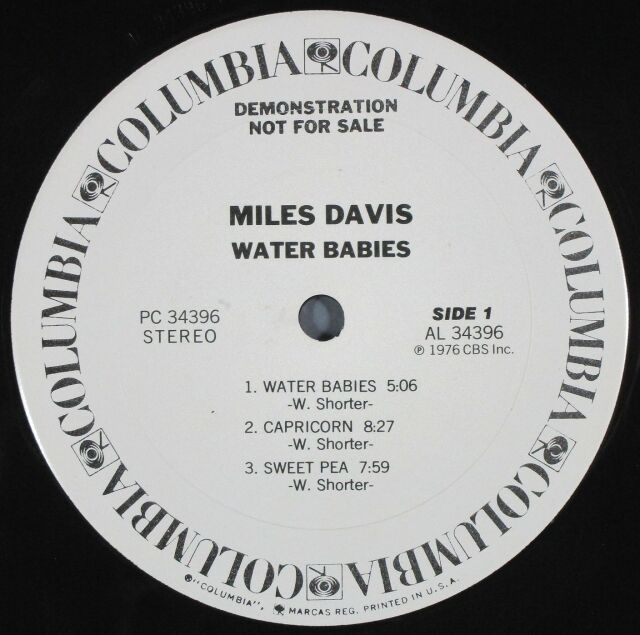 COLUMBIA COLUMBIA COLUMBIA COLUMBIA COLUMBIA COLUMBIA
DEMONSTRATION
NOT FOR SALE
MILES DAVIS
WATER BABIES
PC 34396
STEREO
SIDE 1
AL 34396
℗ 1976 CBS Inc.
1. WATER BABIES 5:06
-W. Shorter-
2. CAPRICORN 8:27
-W. Shorter-
3. SWEET PEA 7:59
-W. Shorter-
"COLUMBIA", MARCAS REG. PRINTED IN U.S.A.